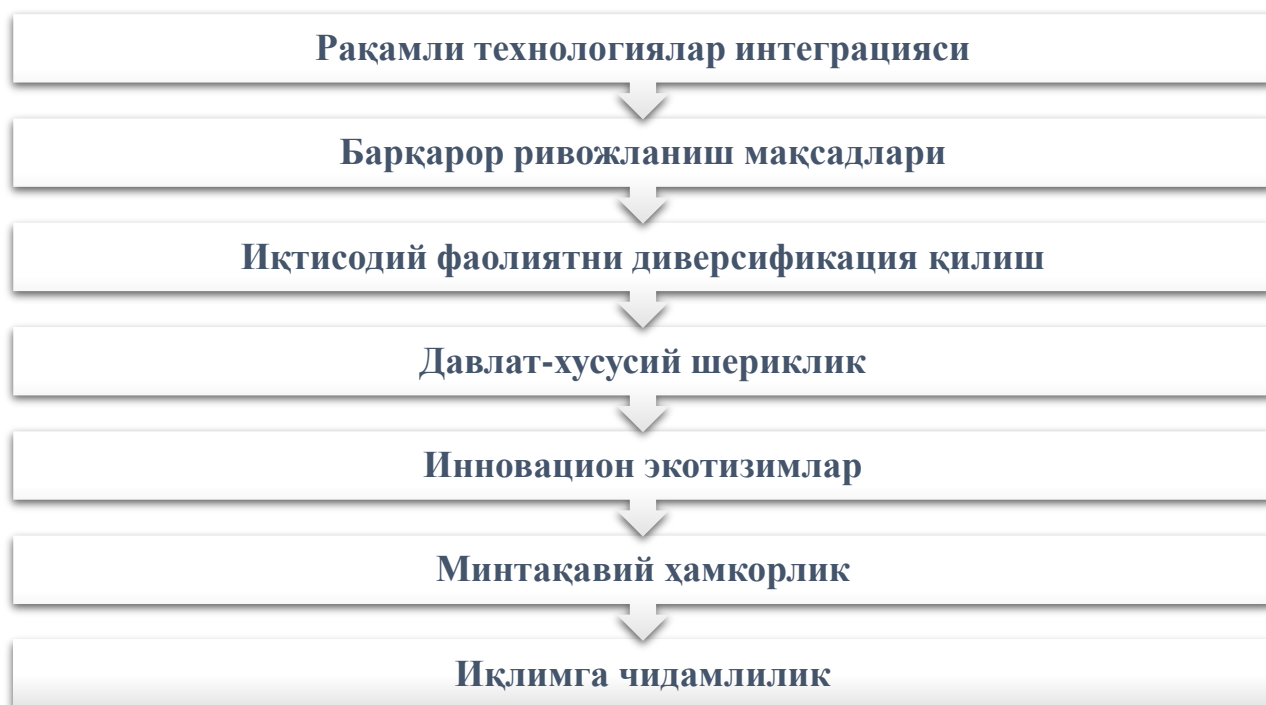 Рақамли технологиялар интеграцияси
Барқарор ривожланиш мақсадлари
Иқтисодий фаолиятни диверсификация қилиш
Давлат-хусусий шериклик
Инновацион экотизимлар
Минтақавий ҳамкорлик
Иқлимга чидамлилик